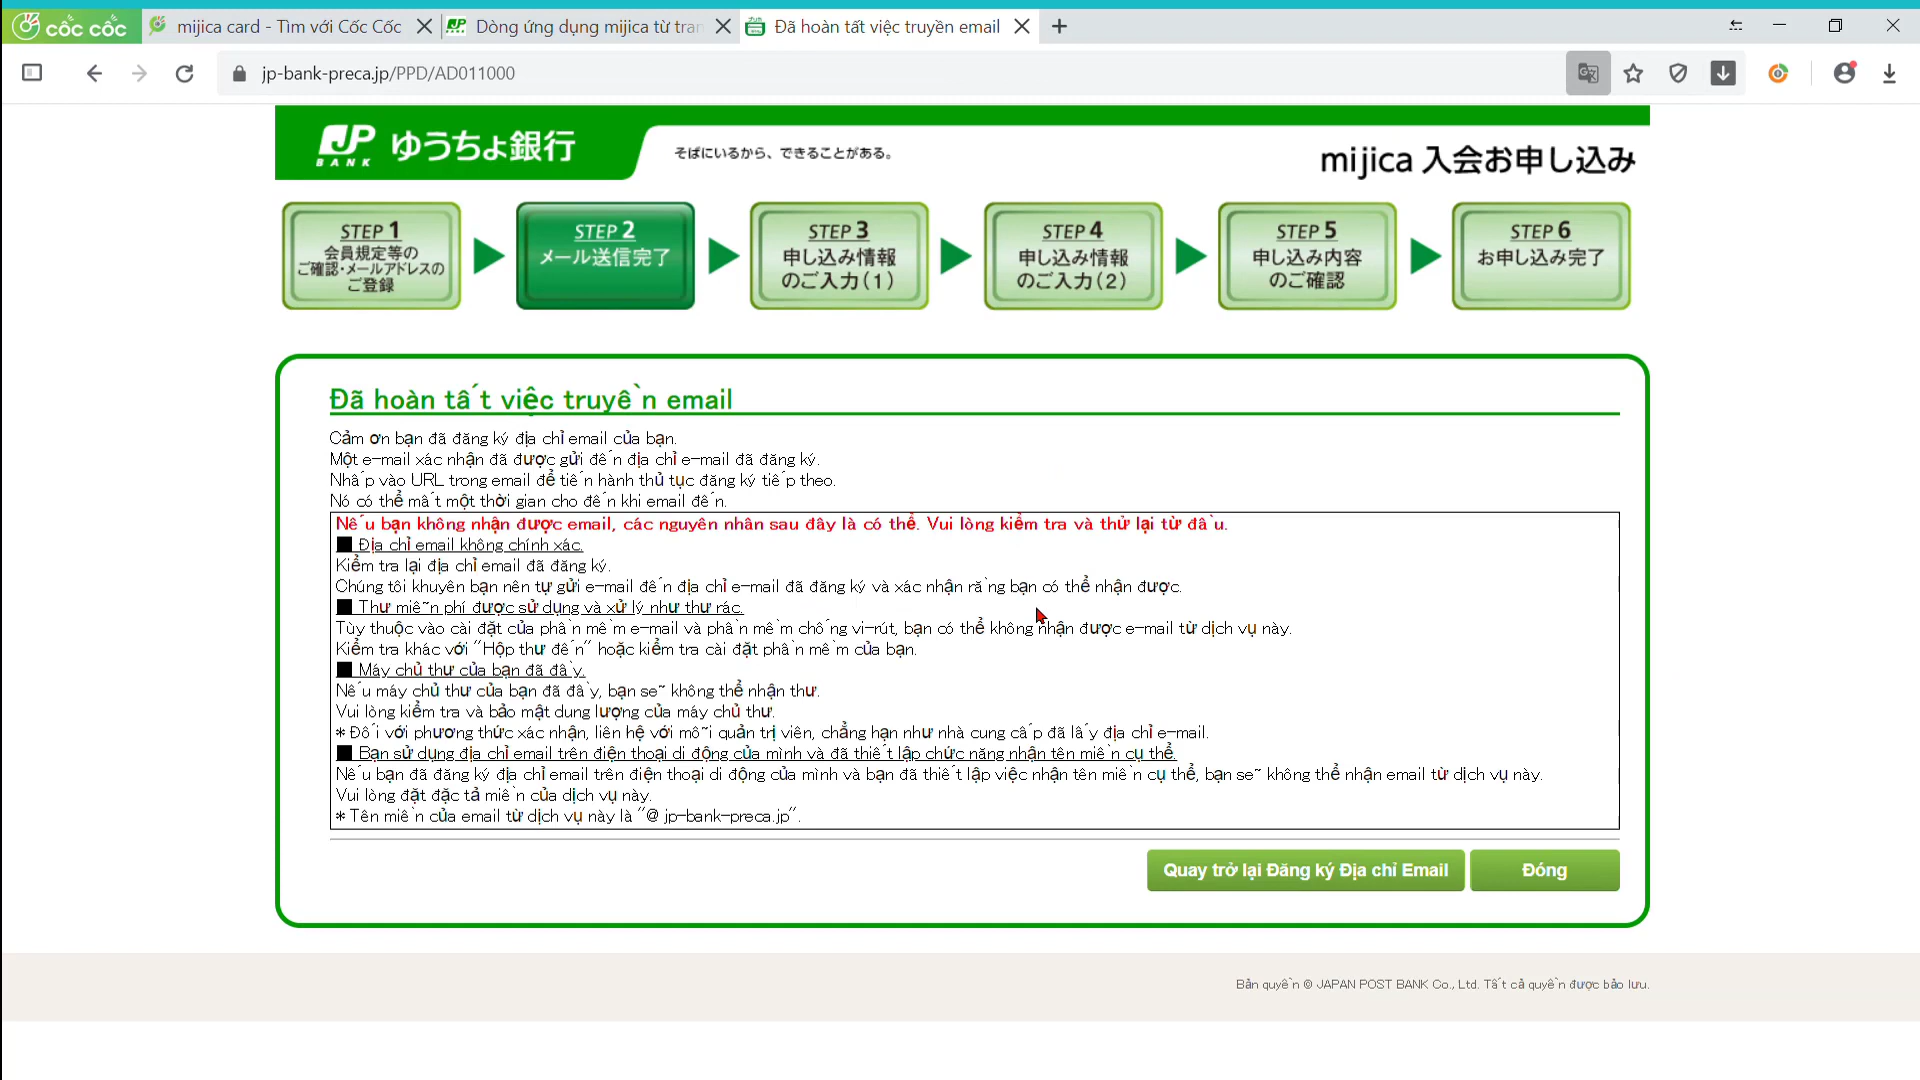 cốc cốc
mijica card - Tìm với Cốc Cốc
Dòng ứng dụng mijica từ tran
Đã hoàn tất việc truyền email
jp-bank-preca.jp/PPD/AD011000
JP BANK ゆうちょ銀行
そばにいるから、できることがある。
mijica 入会お申し込み
STEP 1
会員規定等の
ご確認・メールアドレスの
ご登録
STEP 2
メール送信完了
STEP 3
申し込み情報
のご入力(1)
STEP 4
申し込み情報
のご入力(2)
STEP 5
申し込み内容
のご確認
STEP 6
お申し込み完了
Đã hoàn tất việc truyền email
Cảm ơn bạn đã đăng ký địa chỉ email của bạn.
Một e-mail xác nhận đã được gửi đến địa chỉ e-mail đã đăng ký.
Nhấp vào URL trong email để tiến hành thủ tục đăng ký tiếp theo.
Nó có thể mất một thời gian cho đến khi email đến.
Nếu bạn không nhận được email, các nguyên nhân sau đây là có thể. Vui lòng kiểm tra và thử lại từ đầu.
■ Địa chỉ email không chính xác.
Kiểm tra lại địa chỉ email đã đăng ký.
Chúng tôi khuyên bạn nên tự gửi e-mail đến địa chỉ e-mail đã đăng ký và xác nhận rằng bạn có thể nhận được.
■ Thư miễn phí được sử dụng và xử lý như thư rác.
Tùy thuộc vào cài đặt của phần mềm e-mail và phần mềm chống vi-rút, bạn có thể không nhận được e-mail từ dịch vụ này.
Kiểm tra khác với "Hộp thư đến" hoặc kiểm tra cài đặt phần mềm của bạn.
■ Máy chủ thư của bạn đã đầy.
Nếu máy chủ thư của bạn đã đầy, bạn sẽ không thể nhận thư.
Vui lòng kiểm tra và bảo mật dung lượng của máy chủ thư.
* Đối với phương thức xác nhận, liên hệ với mỗi quản trị viên, chẳng hạn như nhà cung cấp đã lấy địa chỉ e-mail.
■ Bạn sử dụng địa chỉ email trên điện thoại di động của mình và đã thiết lập chức năng nhận tên miền cụ thể.
Nếu bạn đã đăng ký địa chỉ email trên điện thoại di động của mình và bạn đã thiết lập việc nhận tên miền cụ thể, bạn sẽ không thể nhận email từ dịch vụ này.
Vui lòng đặt đặc tả miền của dịch vụ này.
* Tên miền của email từ dịch vụ này là "@ jp-bank-preca.jp".
Quay trở lại Đăng ký Địa chỉ Email
Đóng
Bản quyền © JAPAN POST BANK Co., Ltd. Tất cả quyền được bảo lưu.